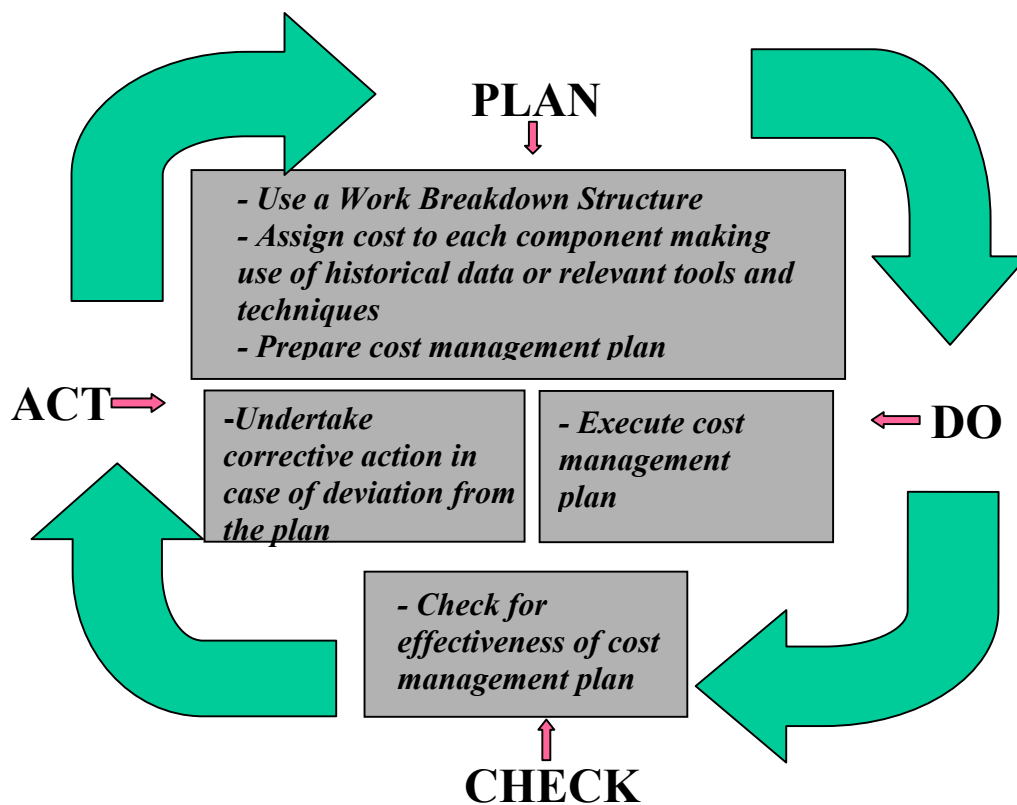 PLAN
- Use a Work Breakdown Structure
- Assign cost to each component making
use of historical data or relevant tools and
techniques
- Prepare cost management plan
ACT
-Undertake
corrective action in
case of deviation from
the plan
- Execute cost
management
plan
DO
- Check for
effectiveness of cost
management plan
CHECK